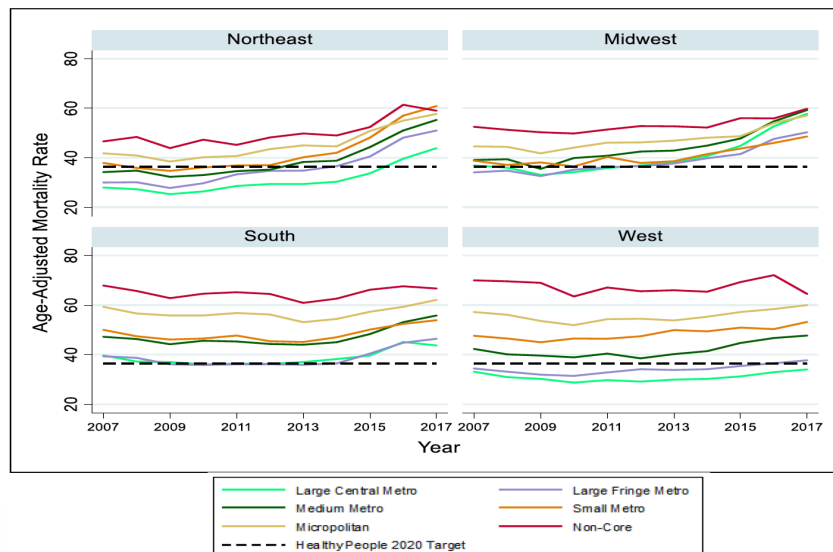 Northeast Midwest
80
60
40
20
South West
80
60
40
20
Age-Adjusted Mortality Rate
2007 2009 2011 2013 2015 2017 2007 2009 2011 2013 2015 2017
Year
Large Central Metro Large Fringe Metro
Medium Metro Small Metro
Micropolitan Non-Core
HealthyPeople 2020 Target